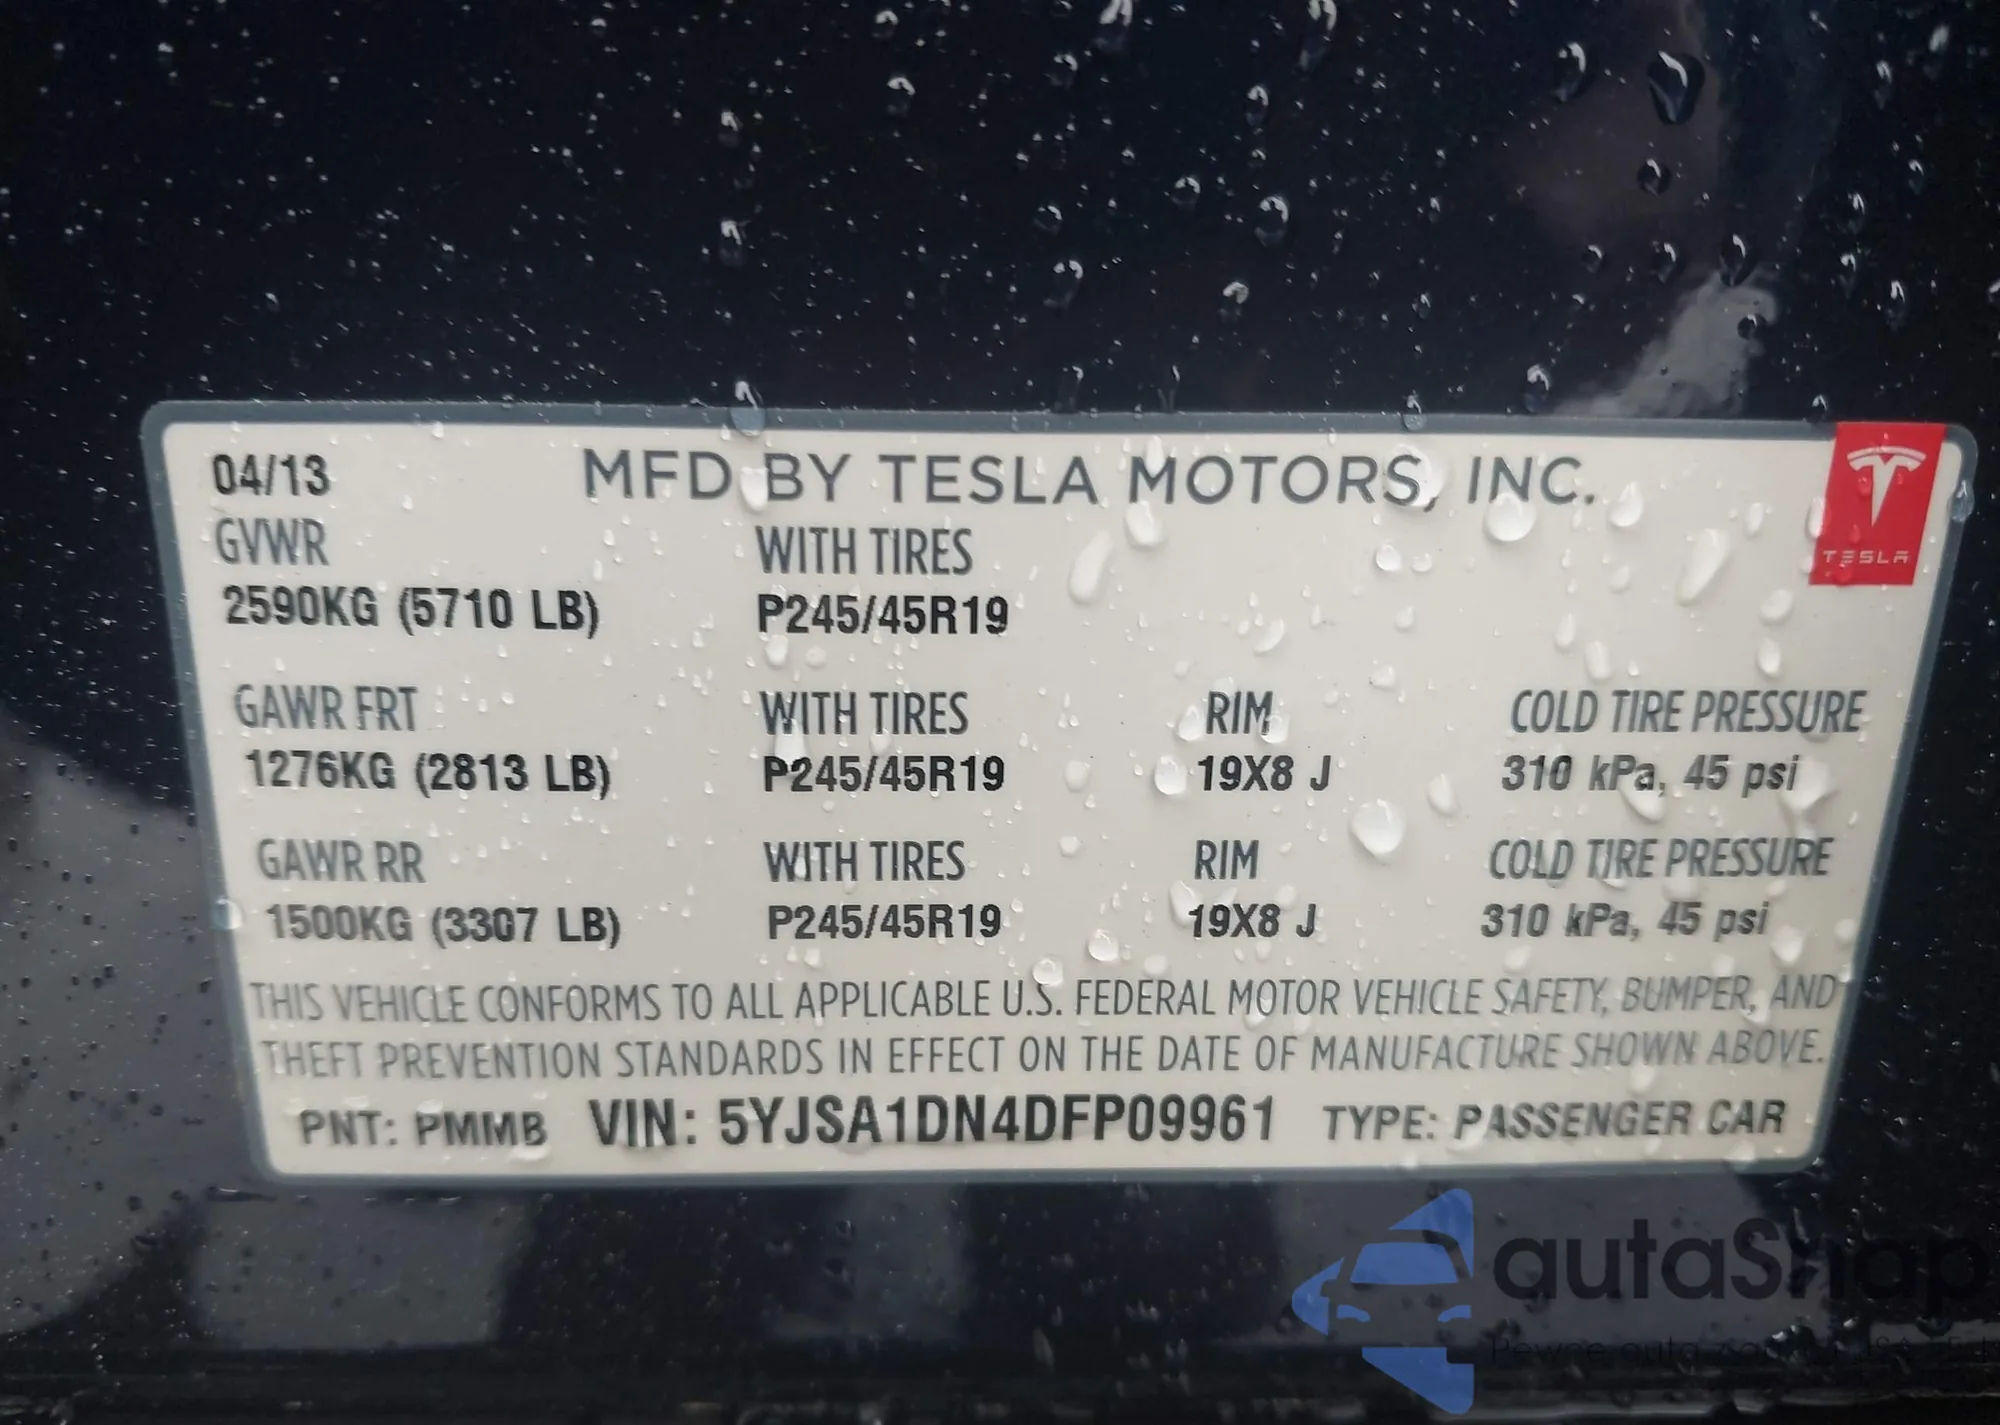 04/13 MFD BY TESLA MOTORS, INC.
TESLA
GVWR WITH TIRES
2590KG (5710 LB) P245/45R19
GAWR FRT WITH TIRES RIM COLD TIRE PRESSURE
1276KG (2813 LB) P245/45R19 19X8 J 310 kPa, 45 psi
GAWR RR WITH TIRES RIM COLD TIRE PRESSURE
1500KG (3307 LB) P245/45R19 19X8 J 310 kPa, 45 psi
THIS VEHICLE CONFORMS TO ALL APPLICABLE U.S. FEDERAL MOTOR VEHICLE SAFETY, BUMPER, AND
THEFT PREVENTION STANDARDS IN EFFECT ON THE DATE OF MANUFACTURE SHOWN ABOVE.
PNT: PMMB VIN: 5YJSA1DN4DFP09961 TYPE: PASSENGER CAR
autaSnap
Pewne auta z